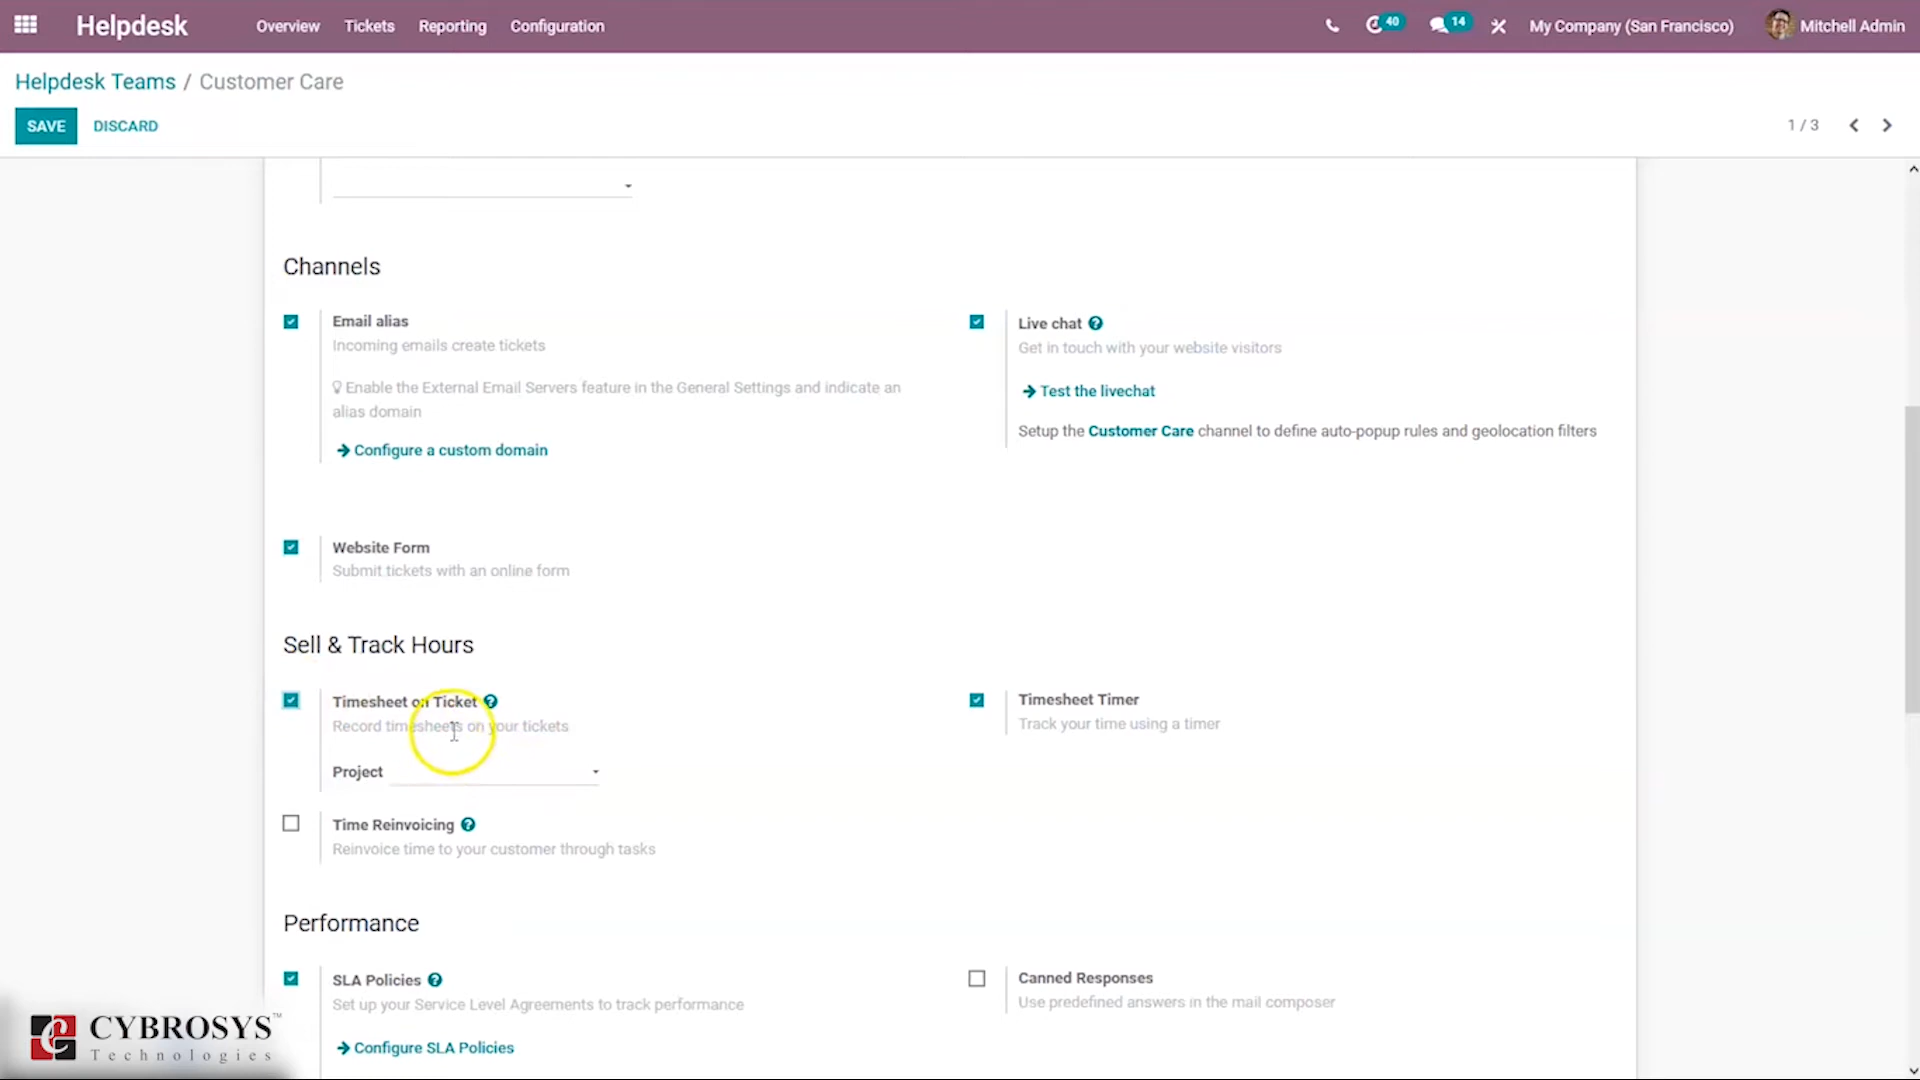 Helpdesk Overview Tickets Reporting Configuration 40 14 My Company (San Francisco) Mitchell Admin
Helpdesk Teams / Customer Care
SAVE DISCARD 1 / 3
Channels
Email alias
Incoming emails create tickets
Enable the External Email Servers feature in the General Settings and indicate an
alias domain
Configure a custom domain
Live chat
Get in touch with your website visitors
Test the livechat
Setup the Customer Care channel to define auto-popup rules and geolocation filters
Website Form
Submit tickets with an online form
Sell & Track Hours
Timesheet on Ticket
Record timesheets on your tickets
Project
Timesheet Timer
Track your time using a timer
Time Reinvoicing
Reinvoice time to your customer through tasks
Performance
SLA Policies
Set up your Service Level Agreements to track performance
Configure SLA Policies
Canned Responses
Use predefined answers in the mail composer
CYBROSYS™
Technologies